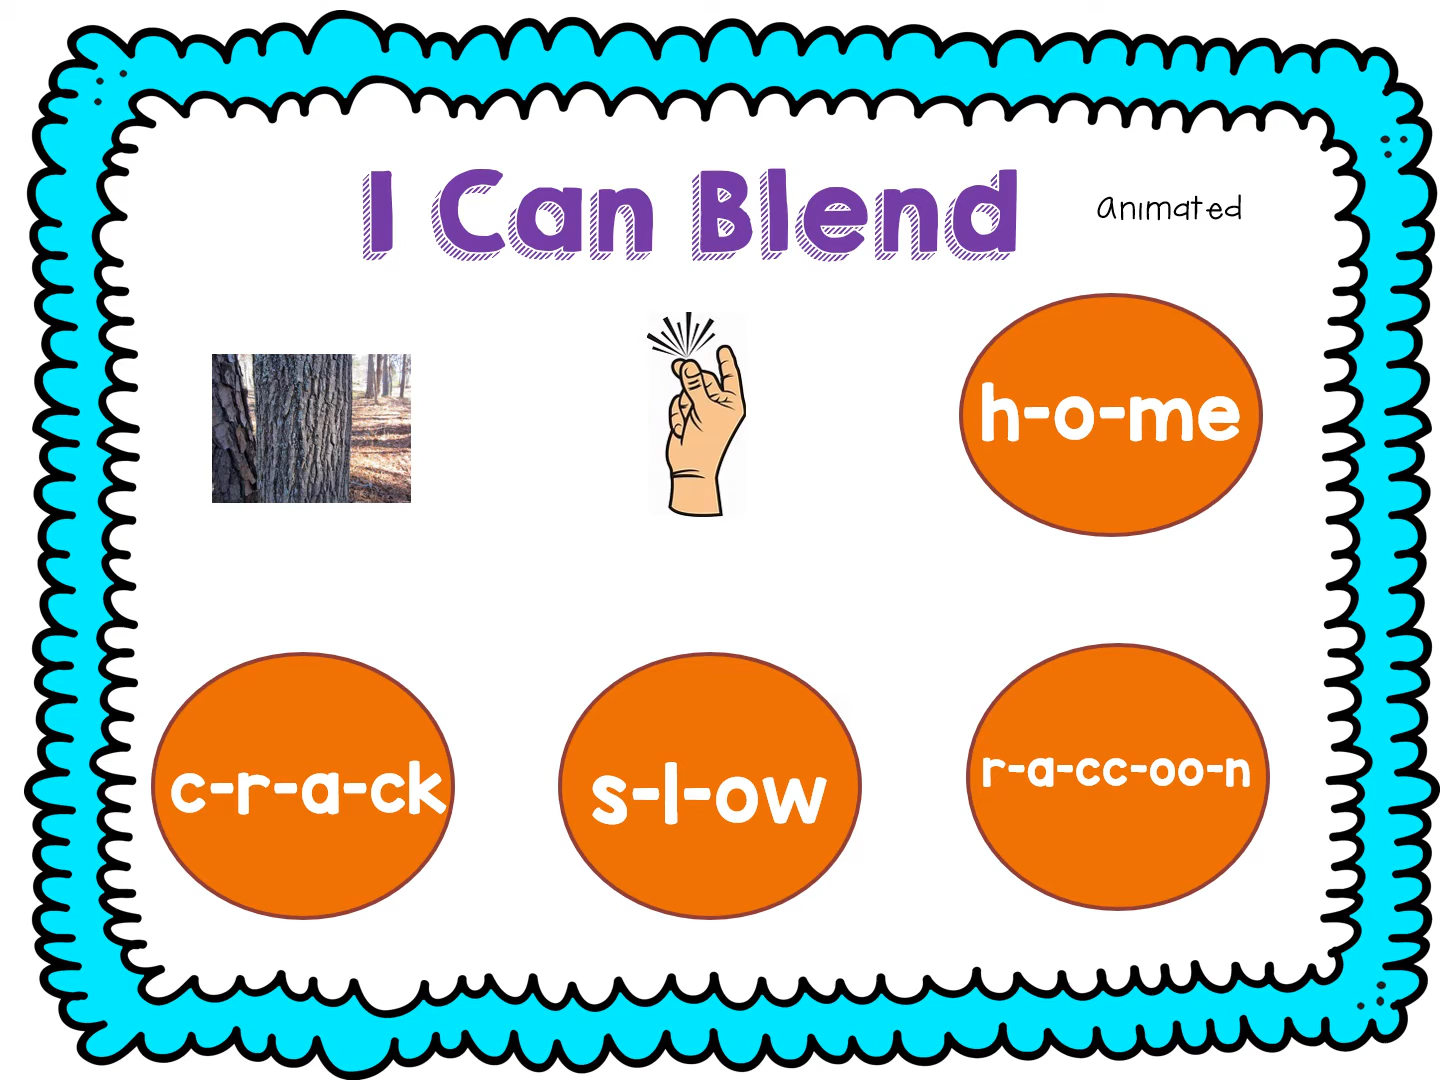 I Can Blend
Animated
h-o-me
c-r-a-ck
s-l-ow
r-a-cc-oo-n